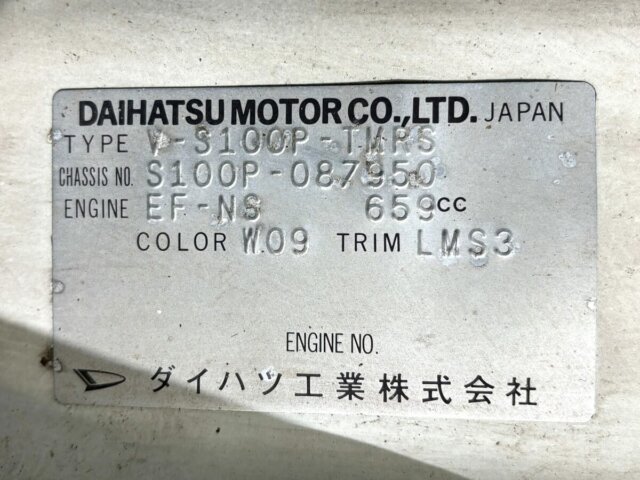 DAIHATSU MOTOR CO.,LTD. JAPAN
TYPE V-S100P-TMRS
CHASSIS NO. S100P-087950
ENGINE EF-NS 659CC
COLOR W09 TRIM LMS3
ENGINE NO.
ダイハツ工業株式会社